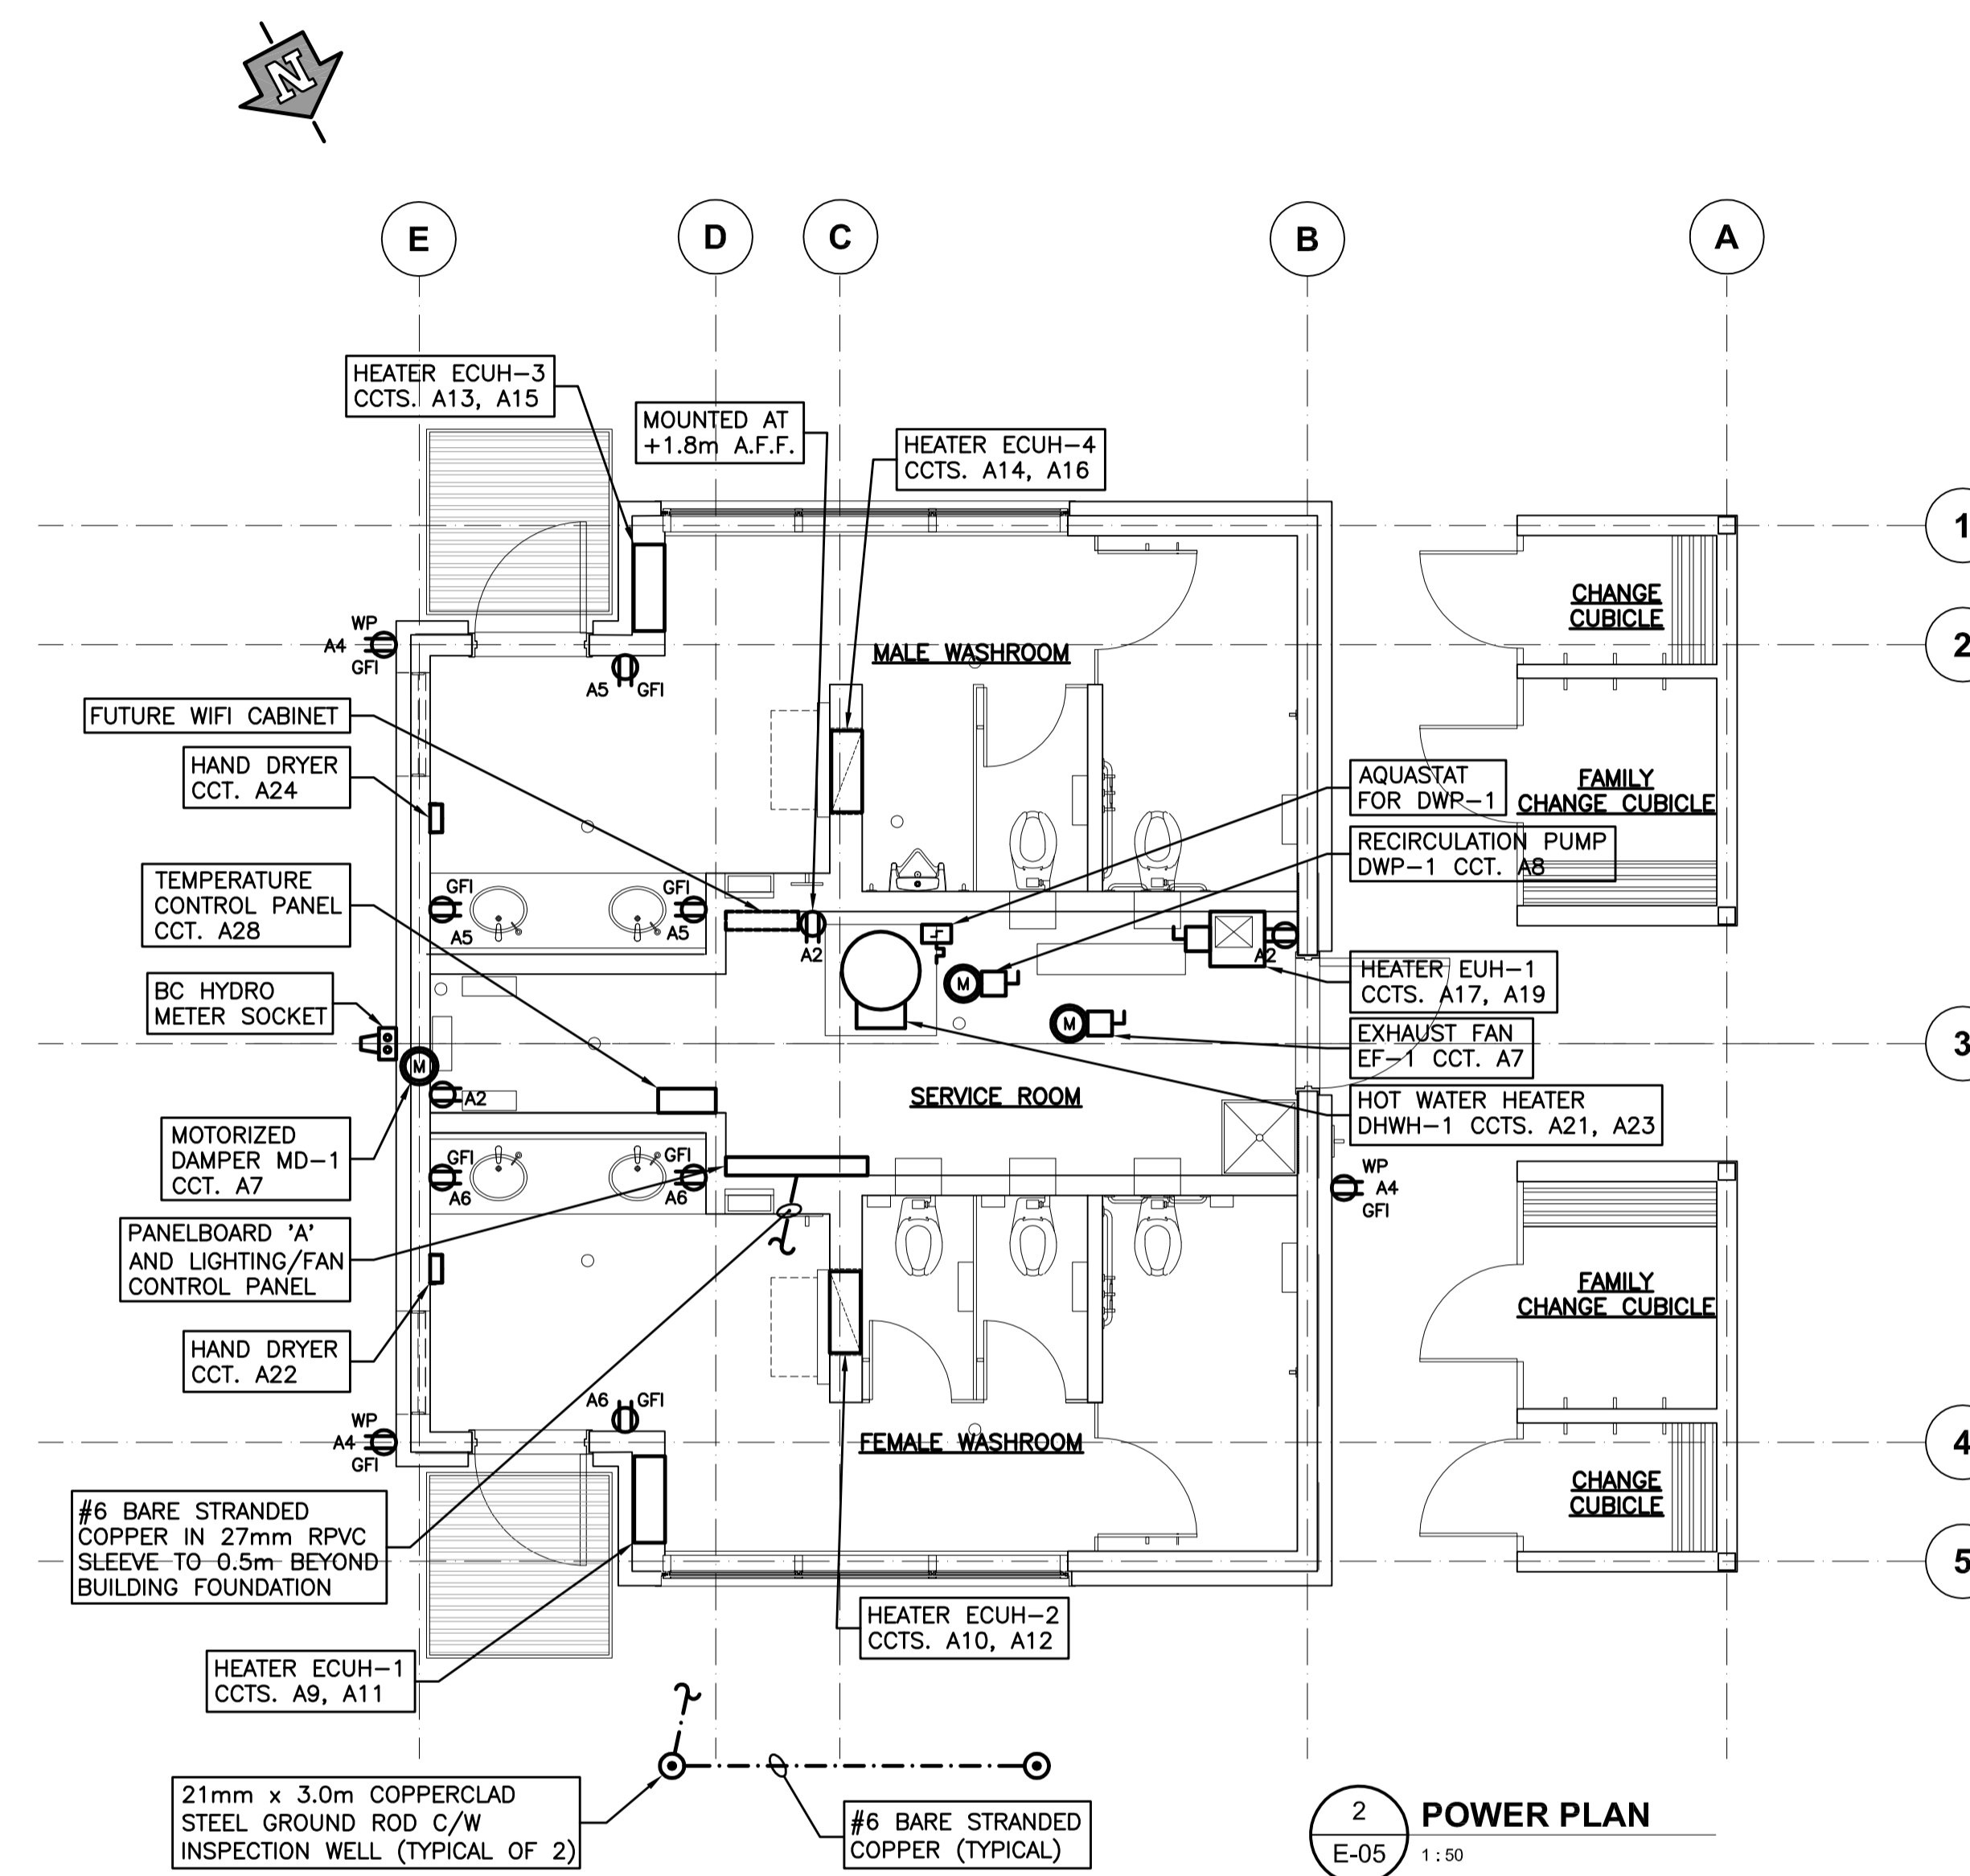 N
E
D
C
B
A
HEATER ECUH-3
CCTS. A13, A15
MOUNTED AT
+1.8m A.F.F.
HEATER ECUH-4
CCTS. A14, A16
1
CHANGE
CUBICLE
WP
A4
GFI
2
MALE WASHROOM
A5 GFI
FUTURE WIFI CABINET
HAND DRYER
CCT. A24
AQUASTAT
FOR DWP-1
FAMILY
CHANGE CUBICLE
RECIRCULATION PUMP
DWP-1 CCT. A8
TEMPERATURE
CONTROL PANEL
CCT. A28
GFI
A5
GFI
A5
A2
A2
M
HEATER EUH-1
CCTS. A17, A19
BC HYDRO
METER SOCKET
M
EXHAUST FAN
EF-1 CCT. A7
3
M
A2
SERVICE ROOM
HOT WATER HEATER
DHWH-1 CCTS. A21, A23
MOTORIZED
DAMPER MD-1
CCT. A7
GFI
A6
GFI
A6
WP
A4
GFI
PANELBOARD 'A'
AND LIGHTING/FAN
CONTROL PANEL
FAMILY
CHANGE CUBICLE
HAND DRYER
CCT. A22
A6 GFI
WP
A4
GFI
FEMALE WASHROOM
4
CHANGE
CUBICLE
#6 BARE STRANDED
COPPER IN 27mm RPVC
SLEEVE TO 0.5m BEYOND
BUILDING FOUNDATION
5
HEATER ECUH-2
CCTS. A10, A12
HEATER ECUH-1
CCTS. A9, A11
21mm x 3.0m COPPERCLAD
STEEL GROUND ROD C/W
INSPECTION WELL (TYPICAL OF 2)
#6 BARE STRANDED
COPPER (TYPICAL)
2
E-05
POWER PLAN
1 : 50